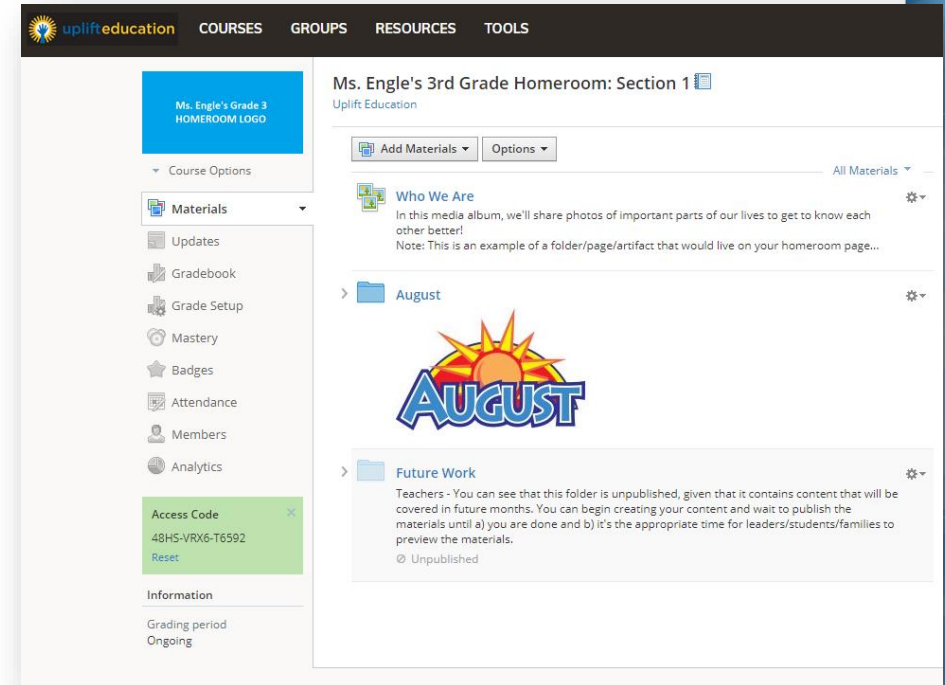 uplifteducation COURSES GROUPS RESOURCES TOOLS
Ms. Engle's Grade 3
HOMEROOM LOGO
Course Options
Materials
Updates
Gradebook
Grade Setup
Mastery
Badges
Attendance
Members
Analytics
Access Code
48HS-VRX6-T6592
Reset
Information
Grading period
Ongoing
Ms. Engle's 3rd Grade Homeroom: Section 1
Uplift Education
Add Materials Options
All Materials
Who We Are
In this media album, we'll share photos of important parts of our lives to get to know each
other better!
Note: This is an example of a folder/page/artifact that would live on your homeroom page...
August
AUGUST
Future Work
Teachers - You can see that this folder is unpublished, given that it contains content that will be
covered in future months. You can begin creating your content and wait to publish the
materials until a) you are done and b) it's the appropriate time for leaders/students/families to
preview the materials.
Unpublished